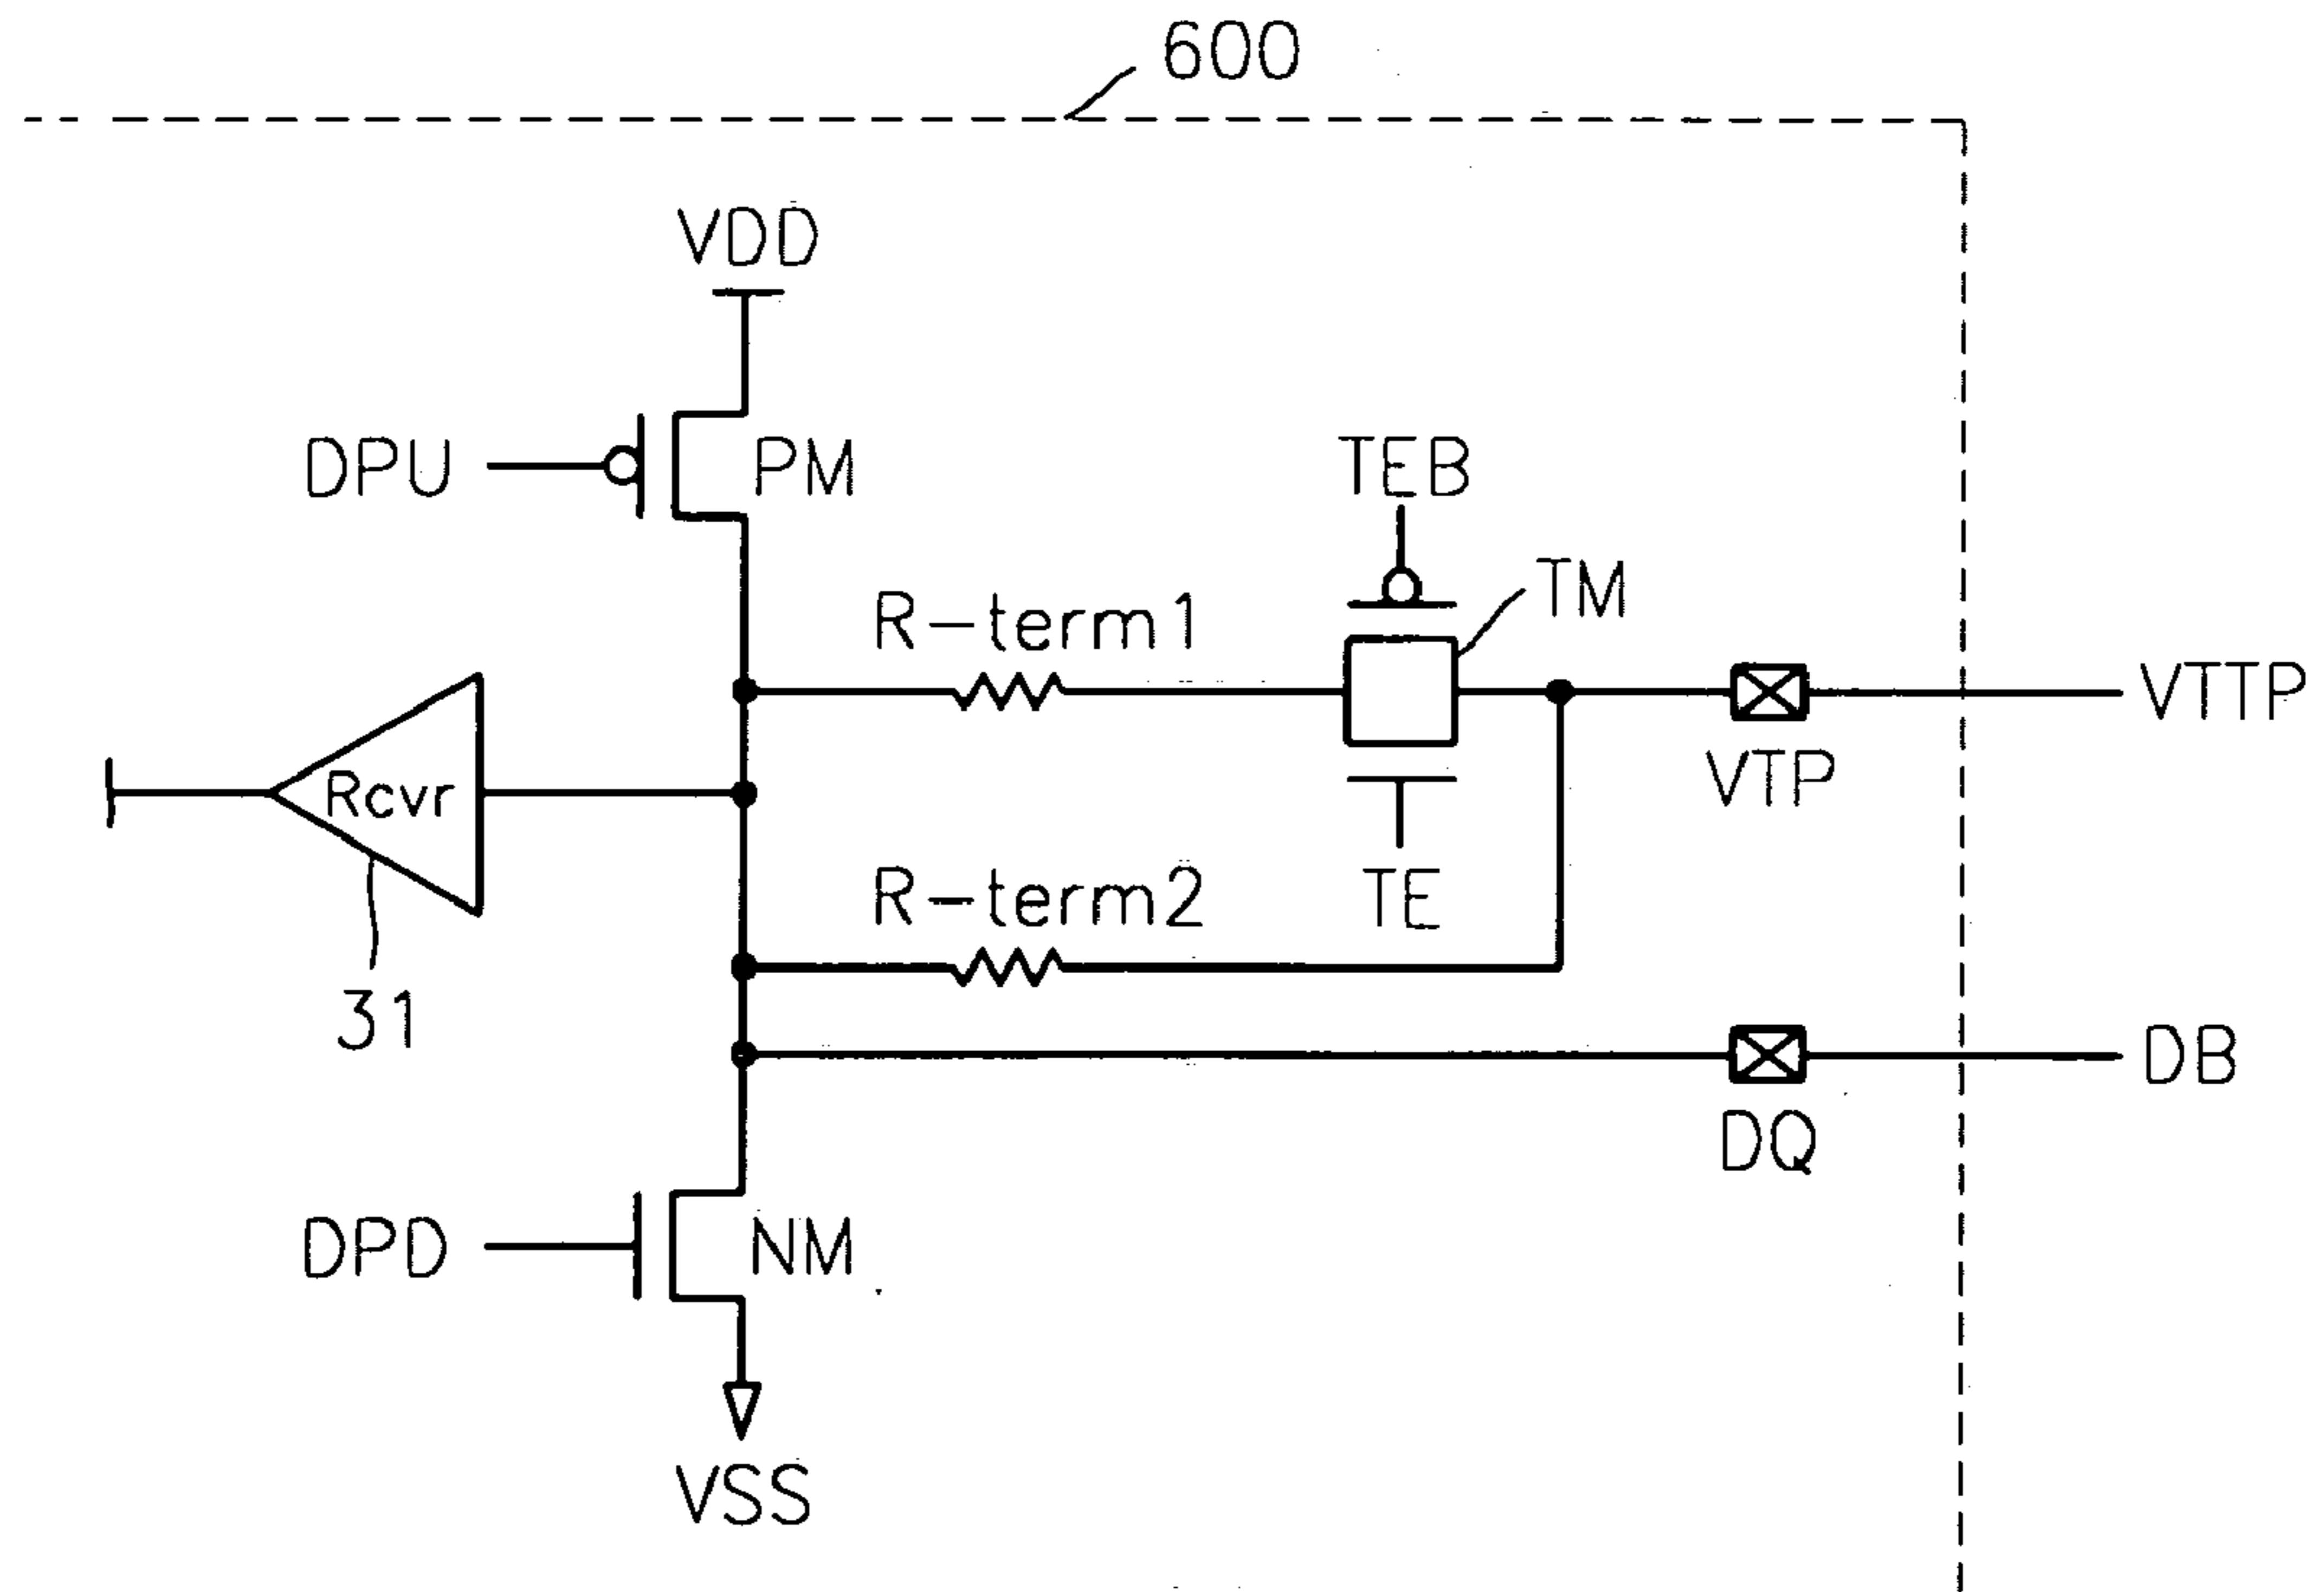 600
VDD
DPU
PM
TEB
TM
R-term1
VTTP
Rcvr
VTP
R-term2
TE
31
DB
DQ
DPD
NM
VSS